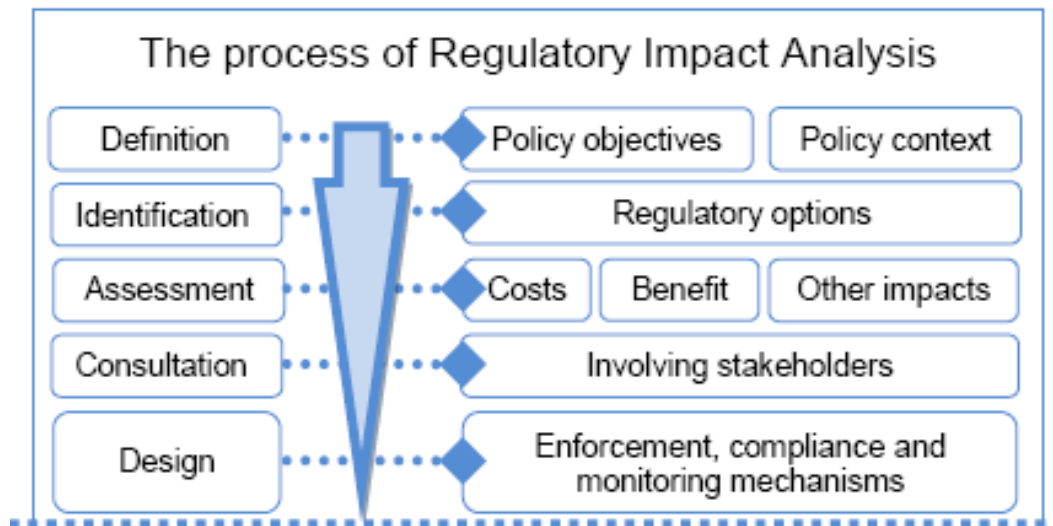 The process of Regulatory Impact Analysis
Definition
Policy objectives
Policy context
Identification
Regulatory options
Assessment
Costs
Benefit
Other impacts
Consultation
Involving stakeholders
Design
Enforcement, compliance and
monitoring mechanisms